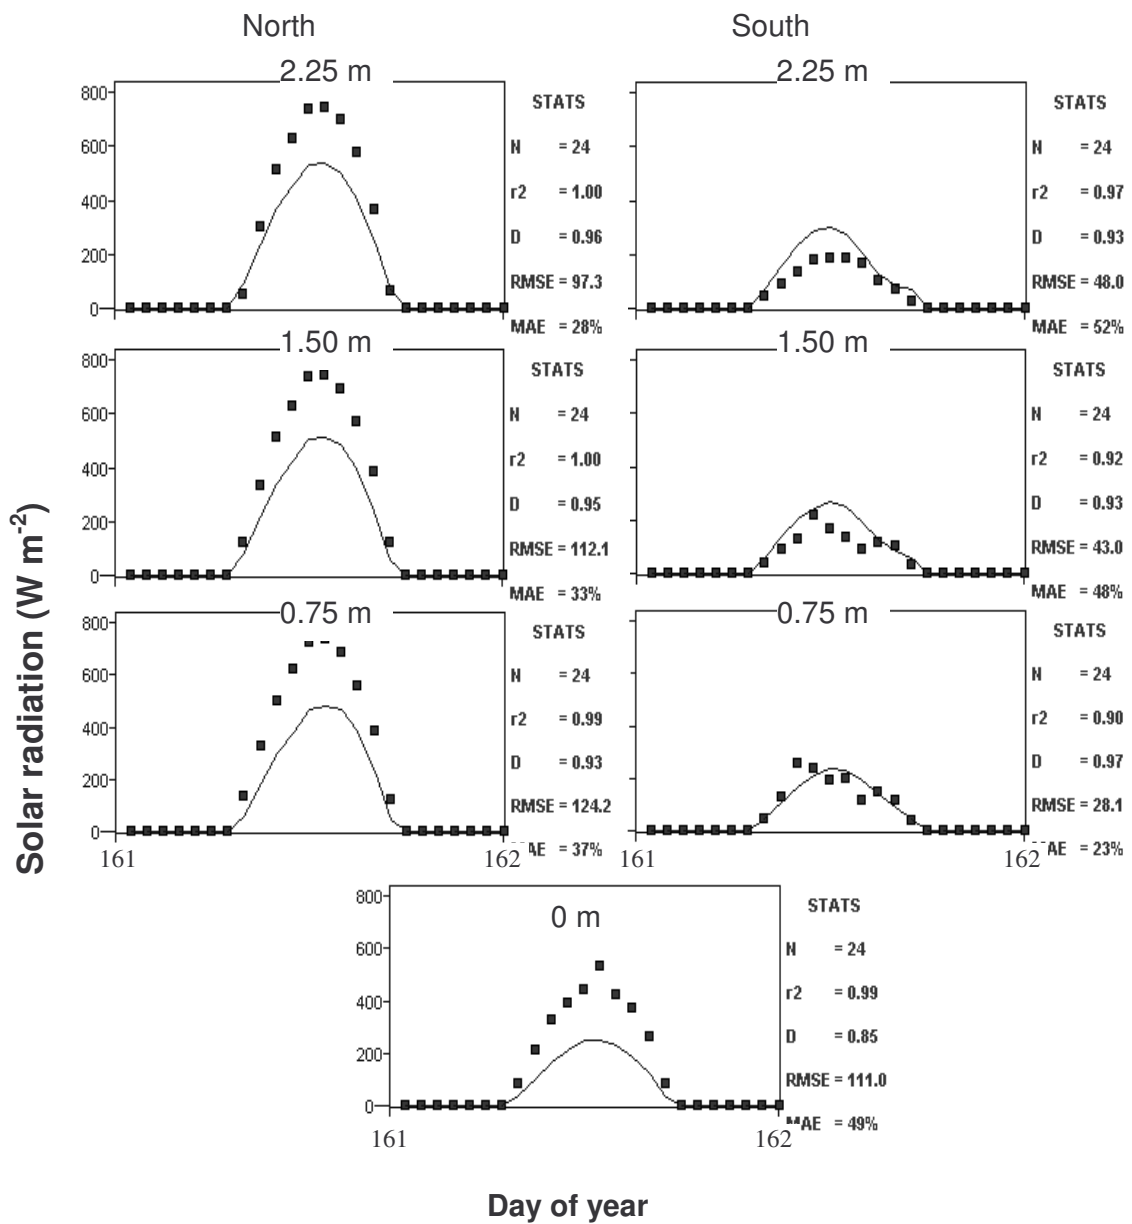 North
South
2.25 m
800
600
400
200
0
STATS
N = 24
r2 = 1.00
D = 0.96
RMSE = 97.3
MAE = 28%
2.25 m
STATS
N = 24
r2 = 0.97
D = 0.93
RMSE = 48.0
MAE = 52%
1.50 m
800
600
400
200
0
STATS
N = 24
r2 = 1.00
D = 0.95
RMSE = 112.1
MAE = 33%
1.50 m
STATS
N = 24
r2 = 0.92
D = 0.93
RMSE = 43.0
MAE = 48%
0.75 m
800
600
400
200
0
161
162
STATS
N = 24
r2 = 0.99
D = 0.93
RMSE = 124.2
AE = 37%
0.75 m
161
162
STATS
N = 24
r2 = 0.90
D = 0.97
RMSE = 28.1
AE = 23%
0 m
800
600
400
200
0
161
162
STATS
N = 24
r2 = 0.99
D = 0.85
RMSE = 111.0
MAE = 49%
Solar radiation (W m-2)
Day of year